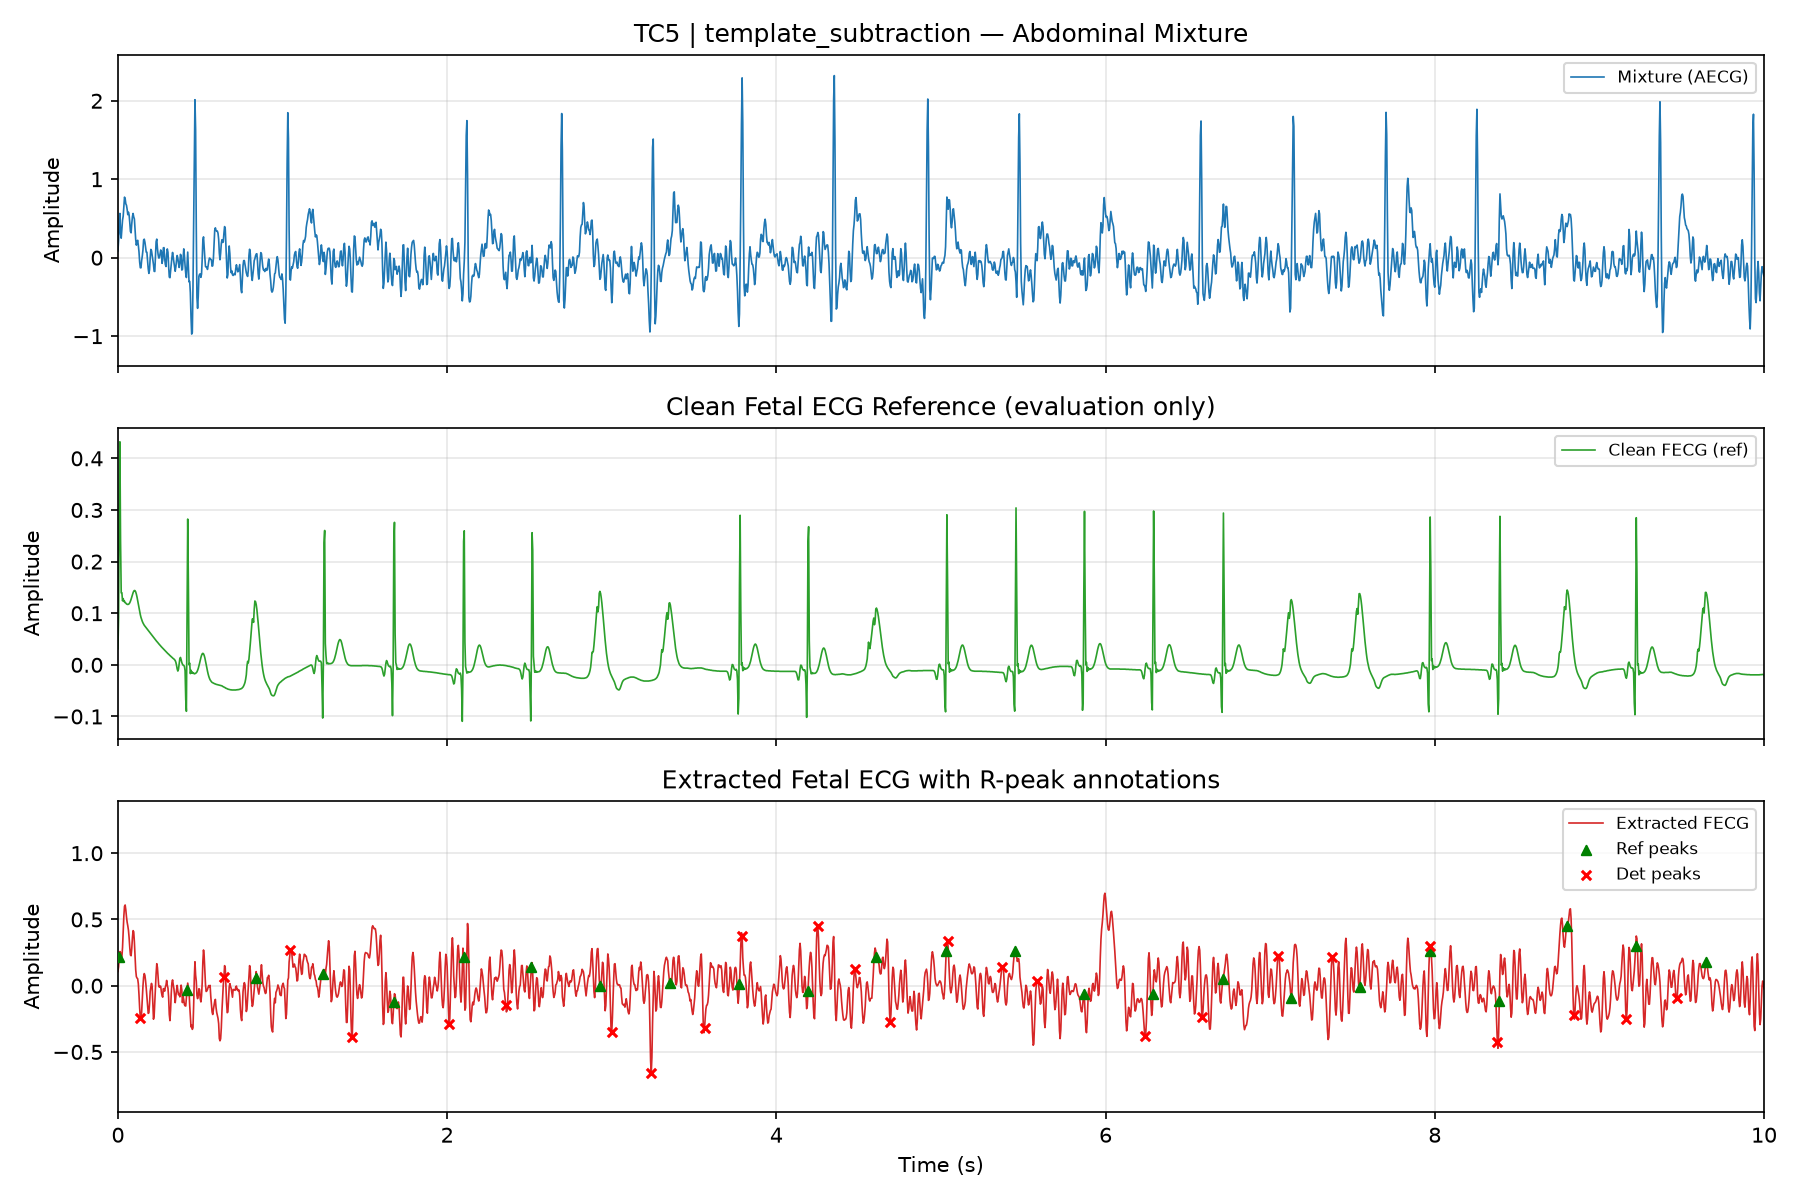 TC5 | template_subtraction — Abdominal Mixture
Mixture (AECG)
Amplitude
2
1
0
−1
Clean Fetal ECG Reference (evaluation only)
Clean FECG (ref)
Amplitude
0.4
0.3
0.2
0.1
0.0
−0.1
Extracted Fetal ECG with R-peak annotations
Extracted FECG
Ref peaks
Det peaks
Amplitude
1.0
0.5
0.0
−0.5
0 2 4 6 8 10
Time (s)